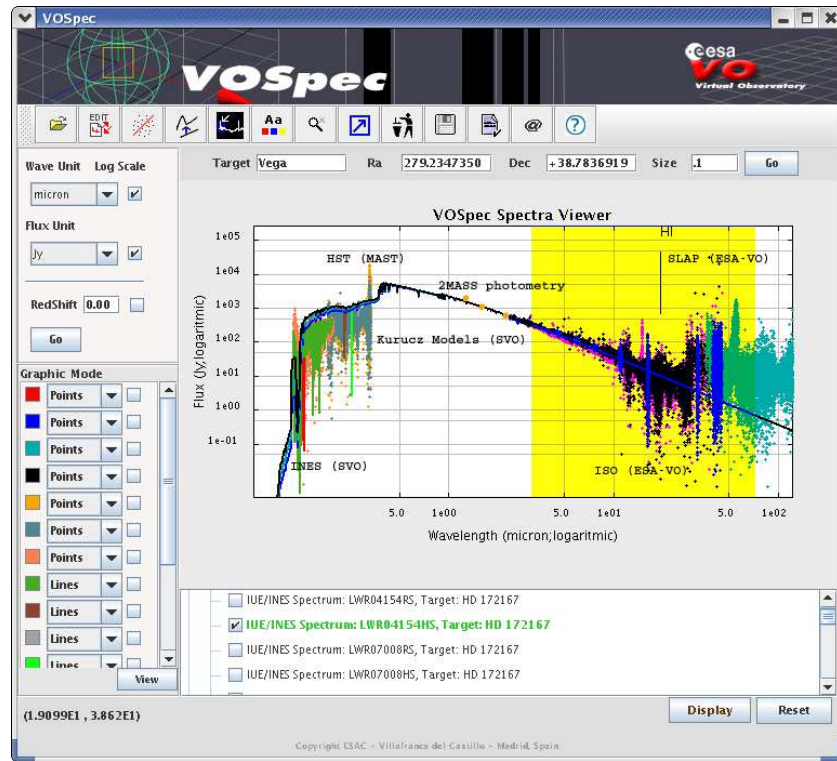 VOSpec
VOSpec
esa
VO
Virtual Observatory
EDIT
Aa
@
?
Wave Unit Log Scale
micron
Flux Unit
Jy
RedShift 0.00
Go
Target Vega Ra 279.2347350 Dec +38.7836919 Size .1 Go
VOSpec Spectra Viewer
HI
1e05
1e04
1e03
1e02
1e01
1e00
1e-01
Flux (Jy;logaritmic)
HST (MAST)
SLAP (ESA-VO)
2MASS photometry
Kurucz Models (SVO)
INES (SVO)
ISO (ESA-VO)
5.0 1e00 5.0 1e01 5.0 1e02
Wavelength (micron;logaritmic)
Graphic Mode
Points
Points
Points
Points
Points
Points
Points
Lines
Lines
Lines
Lines
View
IUE/INES Spectrum: LWR04154RS, Target: HD 172167
IUE/INES Spectrum: LWR04154HS, Target: HD 172167
IUE/INES Spectrum: LWR07008RS, Target: HD 172167
IUE/INES Spectrum: LWR07008HS, Target: HD 172167
(1.9099E1 , 3.862E1)
Display Reset
Copyright ESAC - Villafranca del Castillo - Madrid, Spain